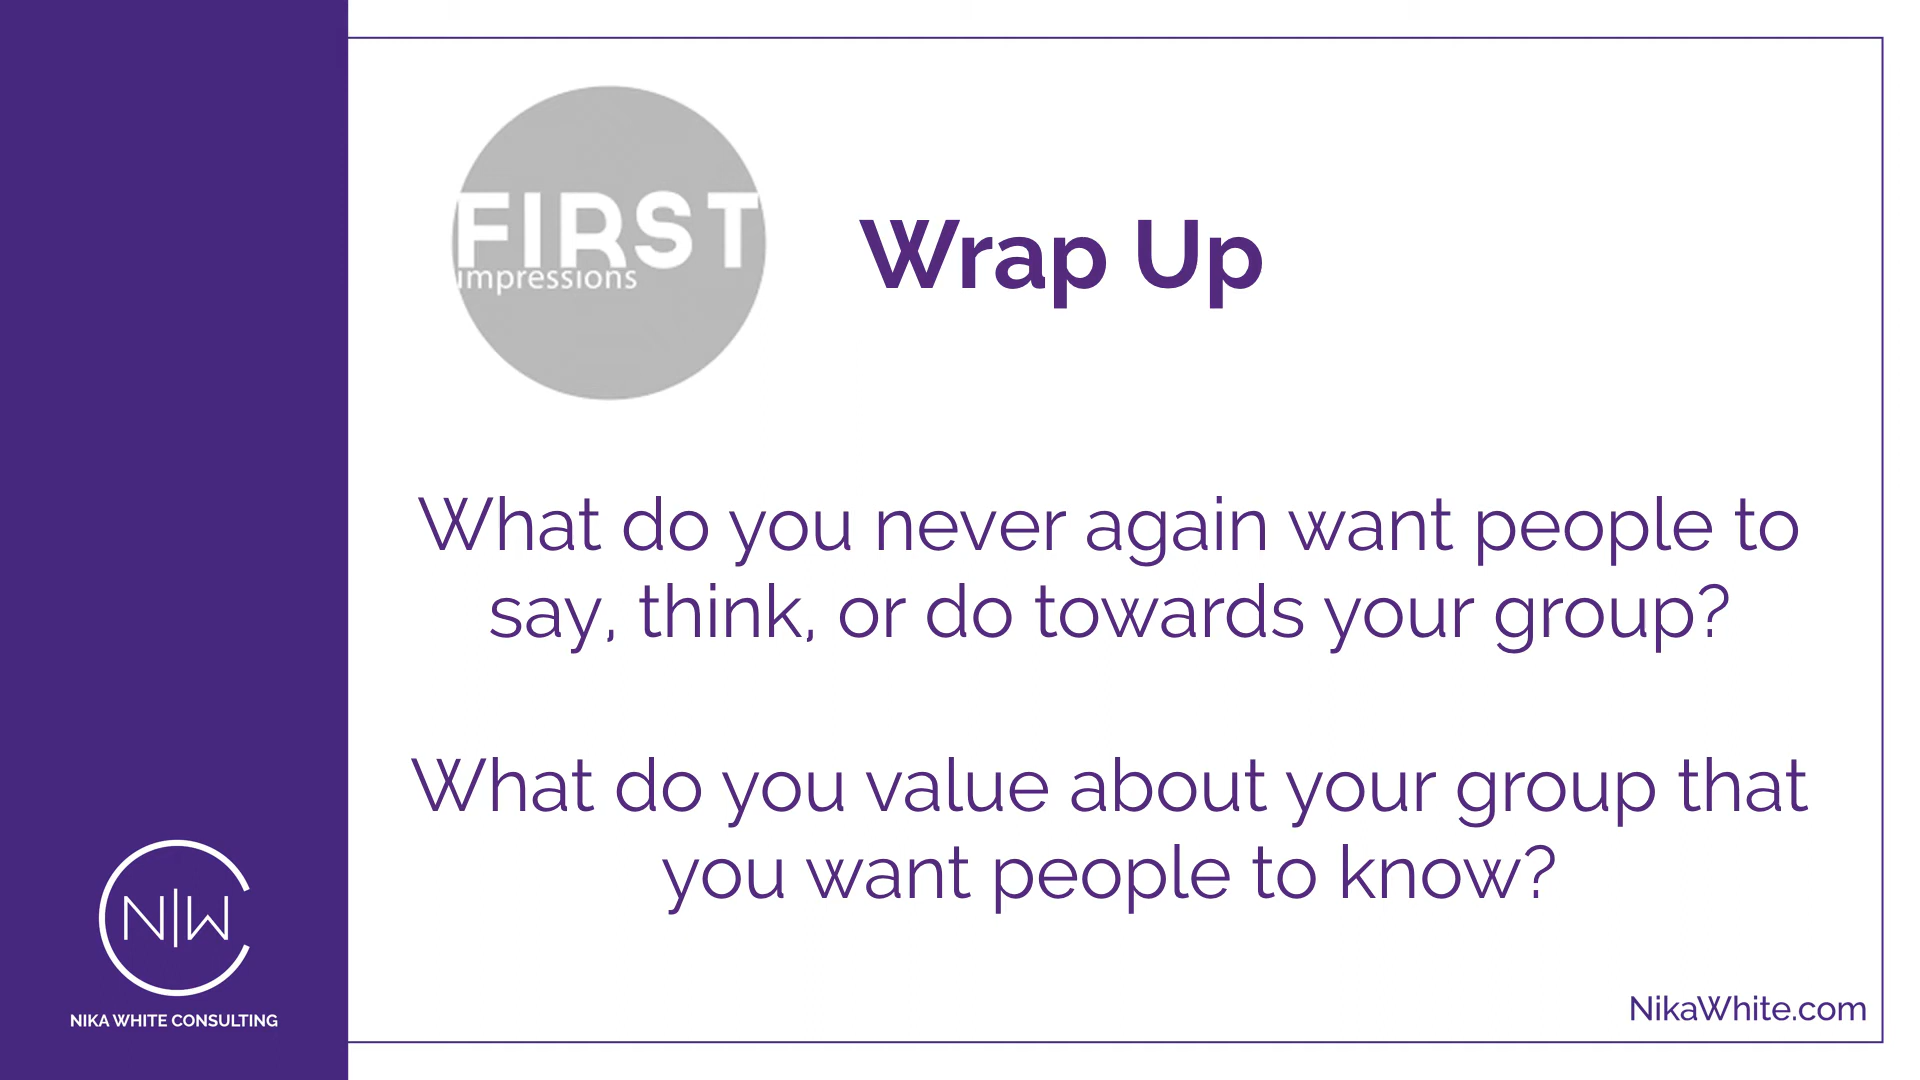 FIRST
impressions
Wrap Up
What do you never again want people to
say, think, or do towards your group?
What do you value about your group that
you want people to know?
N|W
NIKA WHITE CONSULTING
NikaWhite.com